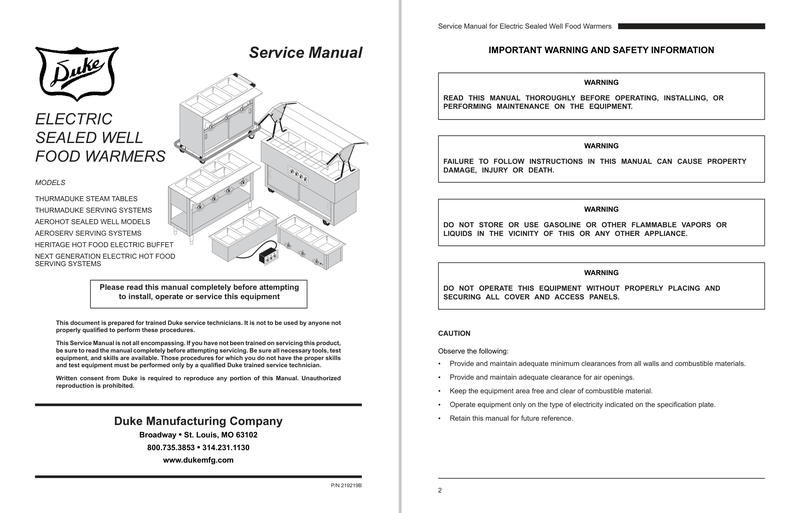 Duke
Service Manual
ELECTRIC
SEALED WELL
FOOD WARMERS
MODELS
THURMADUKE STEAM TABLES
THURMADUKE SERVING SYSTEMS
AEROHOT SEALED WELL MODELS
AEROSERV SERVING SYSTEMS
HERITAGE HOT FOOD ELECTRIC BUFFET
NEXT GENERATION ELECTRIC HOT FOOD
SERVING SYSTEMS
Please read this manual completely before attempting
to install, operate or service this equipment
This document is prepared for trained Duke service technicians. It is not to be used by anyone not
properly qualified to perform these procedures.
This Service Manual is not all encompassing. If you have not been trained on servicing this product,
be sure to read the manual completely before attempting servicing. Be sure all necessary tools, test
equipment, and skills are available. Those procedures for which you do not have the proper skills
and test equipment must be performed only by a qualified Duke trained service technician.
Written consent from Duke is required to reproduce any portion of this Manual. Unauthorized
reproduction is prohibited.
Duke Manufacturing Company
Broadway • St. Louis, MO 63102
800.735.3853 • 314.231.1130
www.dukemfg.com
P/N 219219B
Service Manual for Electric Sealed Well Food Warmers
IMPORTANT WARNING AND SAFETY INFORMATION
WARNING
READ THIS MANUAL THOROUGHLY BEFORE OPERATING, INSTALLING, OR
PERFORMING MAINTENANCE ON THE EQUIPMENT.
WARNING
FAILURE TO FOLLOW INSTRUCTIONS IN THIS MANUAL CAN CAUSE PROPERTY
DAMAGE, INJURY OR DEATH.
WARNING
DO NOT STORE OR USE GASOLINE OR OTHER FLAMMABLE VAPORS OR
LIQUIDS IN THE VICINITY OF THIS OR ANY OTHER APPLIANCE.
WARNING
DO NOT OPERATE THIS EQUIPMENT WITHOUT PROPERLY PLACING AND
SECURING ALL COVER AND ACCESS PANELS.
CAUTION
Observe the following:
• Provide and maintain adequate minimum clearances from all walls and combustible materials.
• Provide and maintain adequate clearance for air openings.
• Keep the equipment area free and clear of combustible material.
• Operate equipment only on the type of electricity indicated on the specification plate.
• Retain this manual for future reference.
2